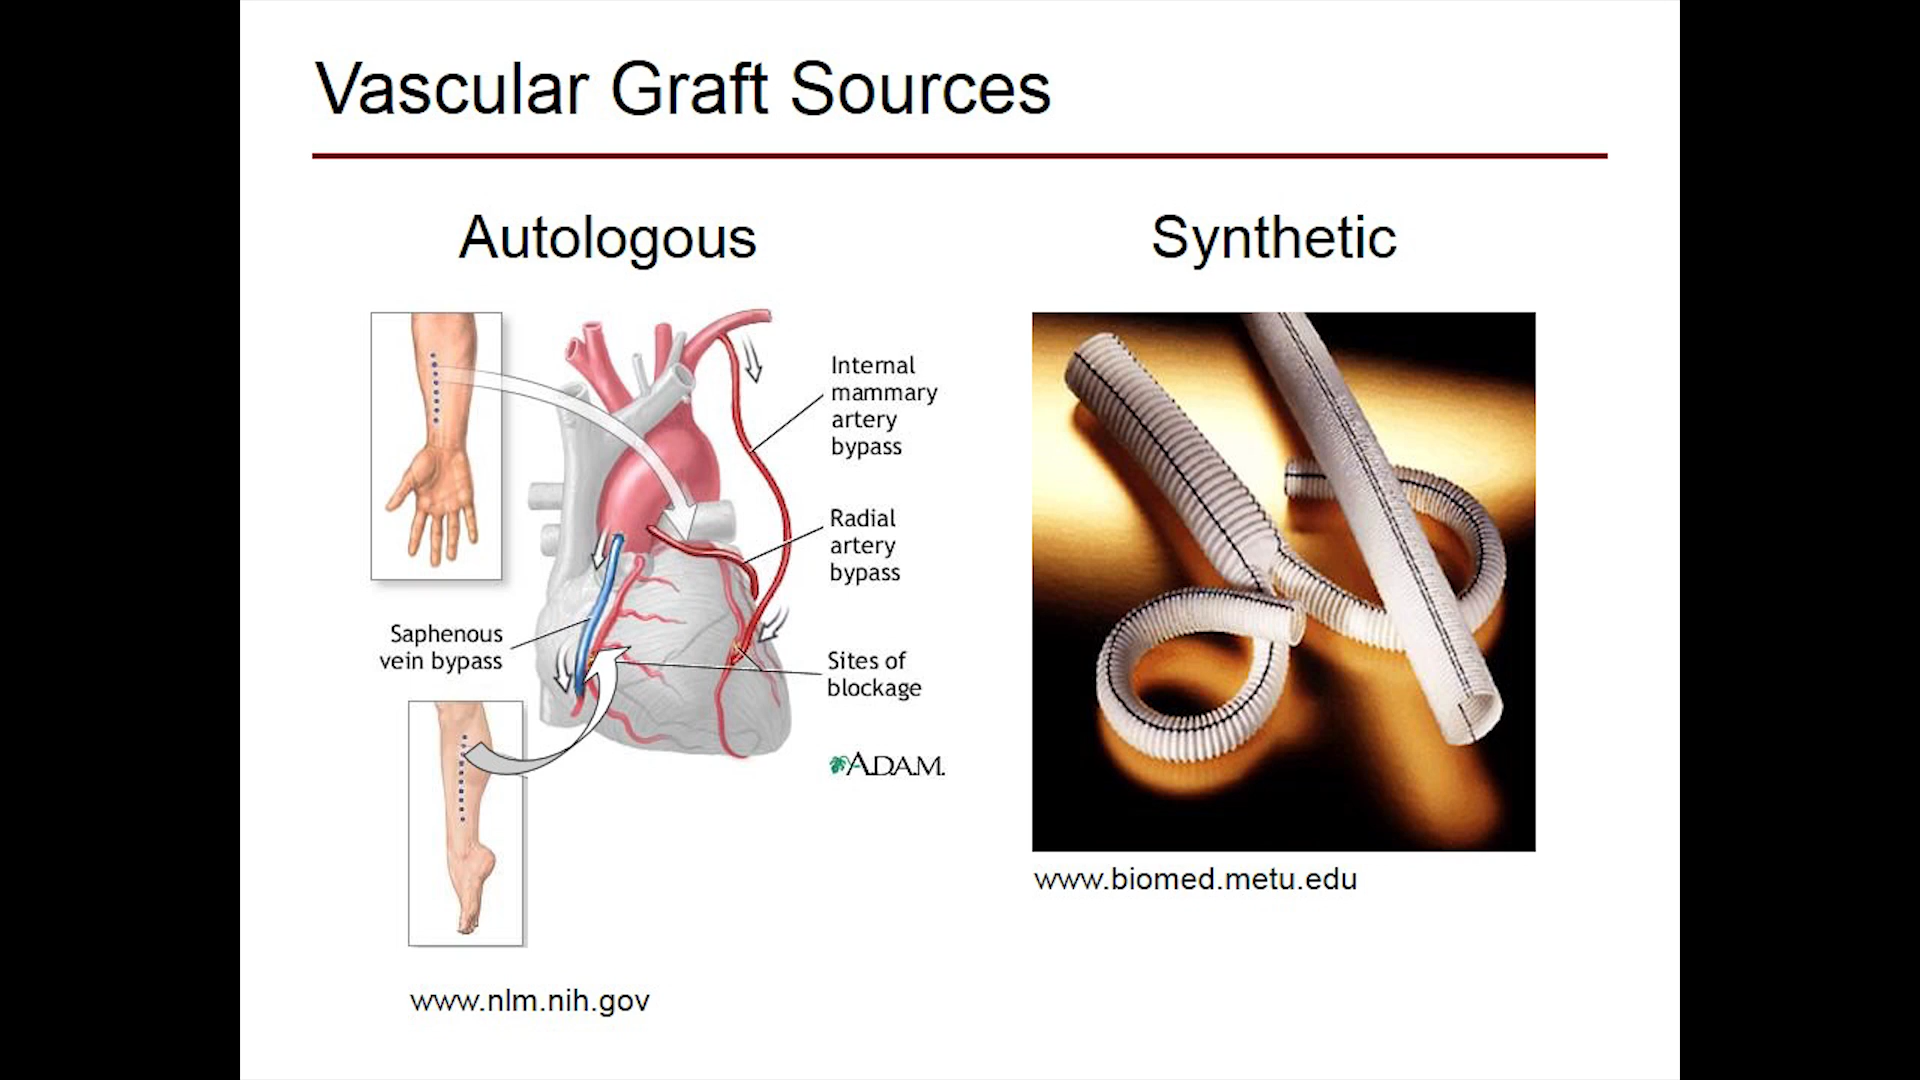 Vascular Graft Sources
Autologous
Synthetic
Internal
mammary
artery
bypass
Radial
artery
bypass
Saphenous
vein bypass
Sites of
blockage
A.D.A.M.
www.biomed.metu.edu
www.nlm.nih.gov